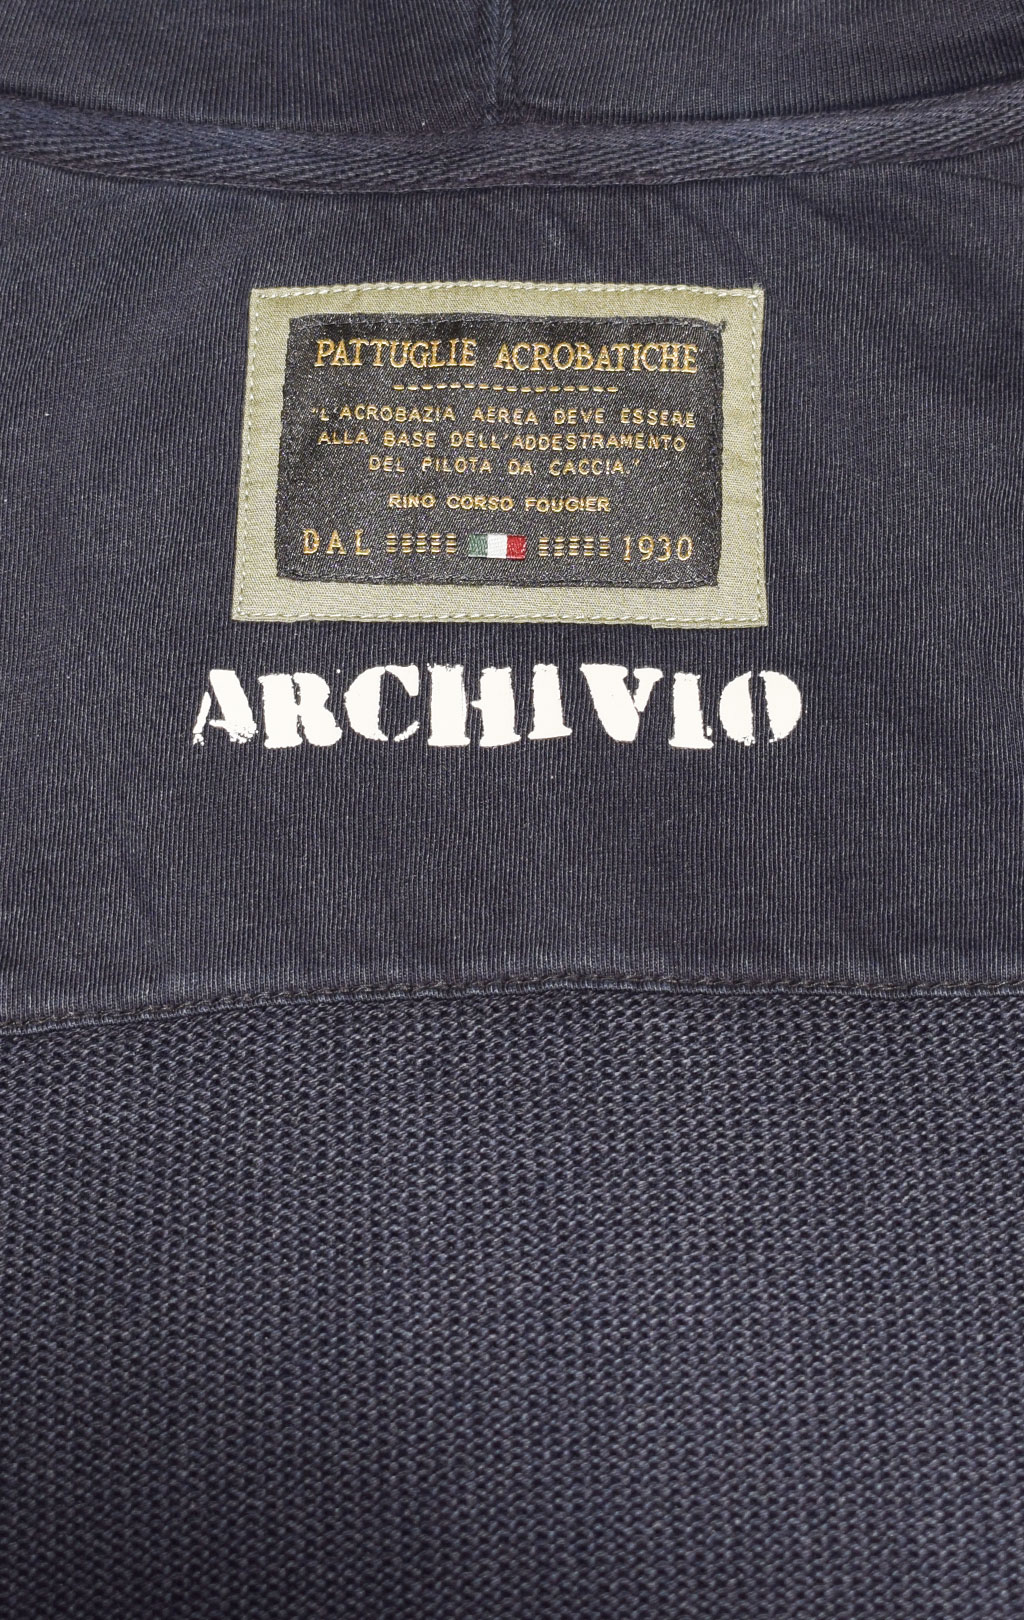 PATTUGLIE ACROBATICHE
"L'ACROBAZIA AEREA DEVE ESSERE
ALLA BASE DELL'ADDESTRAMENTO
DEL PILOTA DA CACCIA."
RINO CORSO FOUGIER
DAL 1930
ARCHIVIO